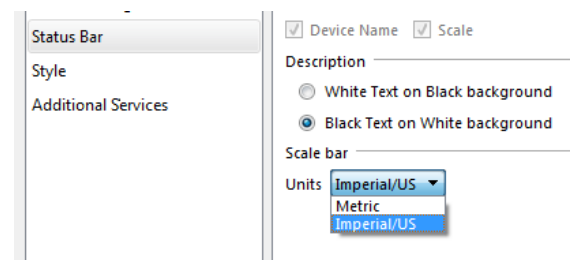 Status Bar
Style
Additional Services
Device Name Scale
Description
White Text on Black background
Black Text on White background
Scale bar
Units Imperial/US
Metric
Imperial/US